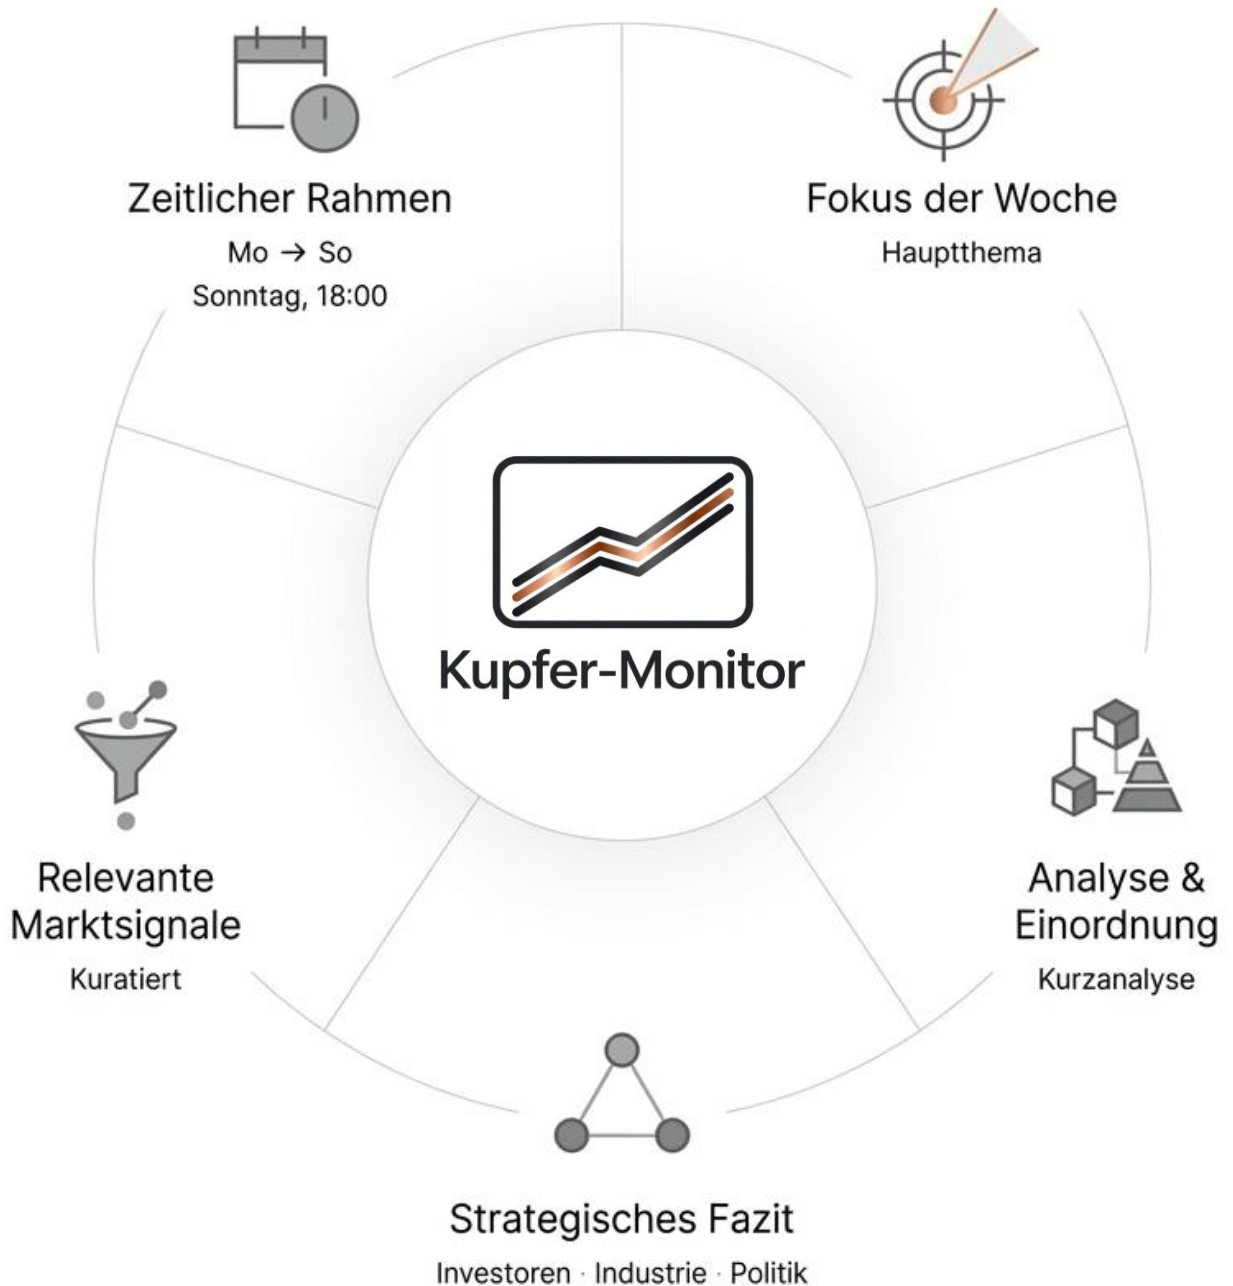 Zeitlicher Rahmen
Mo → So
Sonntag, 18:00
Fokus der Woche
Hauptthema
Kupfer-Monitor
Relevante
Marktsignale
Kuratiert
Analyse &
Einordnung
Kurzanalyse
Strategisches Fazit
Investoren · Industrie · Politik